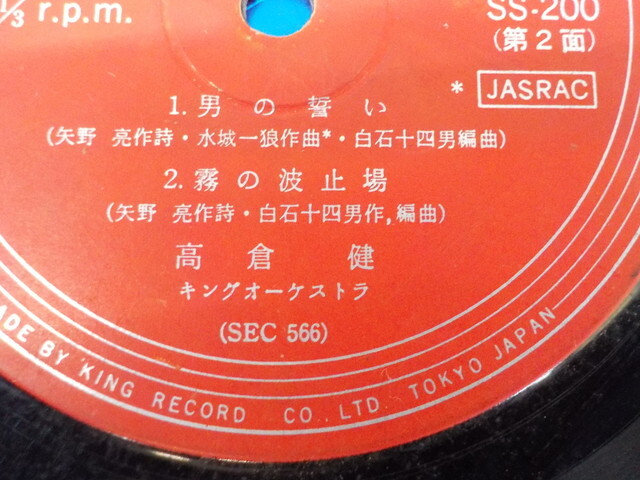 1/3 r.p.m.
SS-200
(第2面)
* JASRAC
1. 男の誓い
(矢野 亮作詩・水城一狼作曲*・白石十四男編曲)
2. 霧の波止場
(矢野 亮作詩・白石十四男作,編曲)
高倉 健
キングオーケストラ
(SEC 566)
MADE BY KING RECORD CO., LTD. TOKYO JAPAN